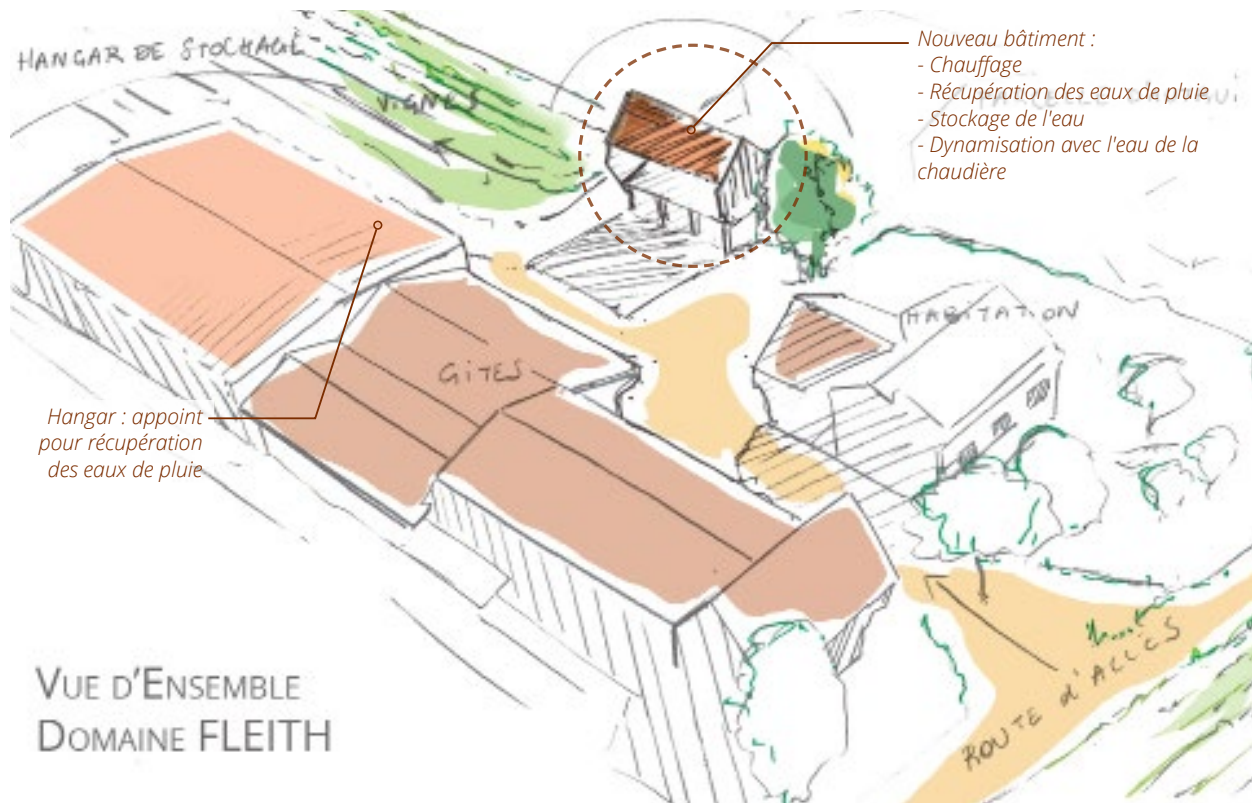 HANGAR DE STOCKAGE
VIGNES
Nouveau bâtiment :
- Chauffage
- Récupération des eaux de pluie
- Stockage de l'eau
- Dynamisation avec l'eau de la
chaudière
HABITATION
GITES
Hangar : appoint
pour récupération
des eaux de pluie
ROUTE d'ACCES
VUE D'ENSEMBLE
DOMAINE FLEITH